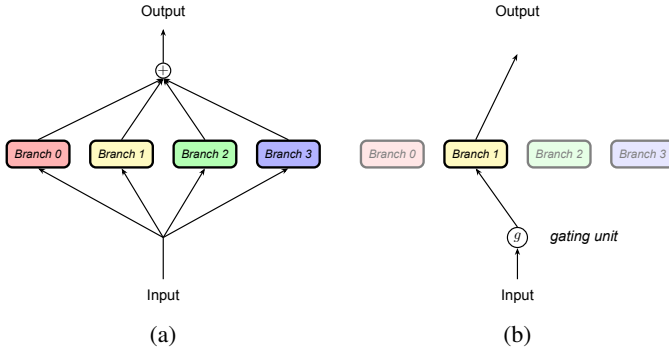 Output
+
Branch 0
Branch 1
Branch 2
Branch 3
Input
(a)
Output
Branch 0
Branch 1
Branch 2
Branch 3
g
gating unit
Input
(b)